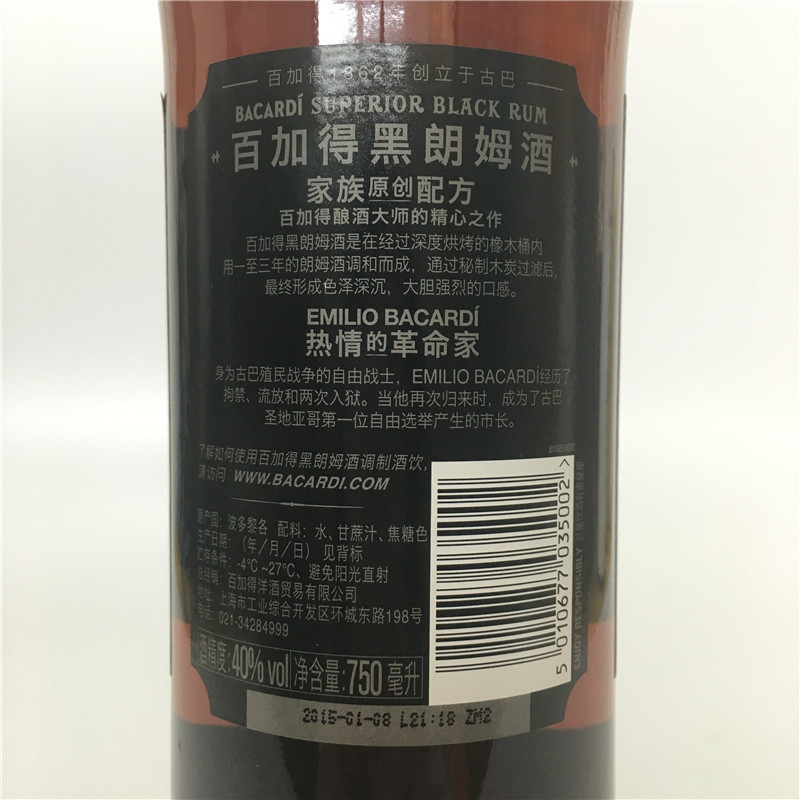 百加得1862年创立于古巴
BACARDÍ SUPERIOR BLACK RUM
百加得黑朗姆酒
家族原创配方
百加得酿酒大师的精心之作
百加得黑朗姆酒是在经过深度烘烤的橡木桶内
用一至三年的朗姆酒调和而成，通过秘制木炭过滤后，
最终形成色泽深沉，大胆强烈的口感。
EMILIO BACARDÍ
热情的革命家
身为古巴殖民战争的自由战士，EMILIO BACARDÍ经历了
拘禁、流放和两次入狱。当他再次归来时，成为了古巴
圣地亚哥第一位自由选举产生的市长。
了解如何使用百加得黑朗姆酒调制酒饮，
请访问 WWW.BACARDI.COM
原产国：波多黎各 配料：水、甘蔗汁、焦糖色
生产日期：（年／月／日）见背标
贮存条件：-4℃ ~27℃、避免阳光直射
总经销：百加得洋酒贸易有限公司
地址：上海市工业综合开发区环城东路198号
电话：021-34284999
酒精度：40% vol 净含量：750 毫升
5 010677 035002 >
ENJOY RESPONSIBLY 过量饮酒有害健康
2015-01-08 L21:18 ZM2